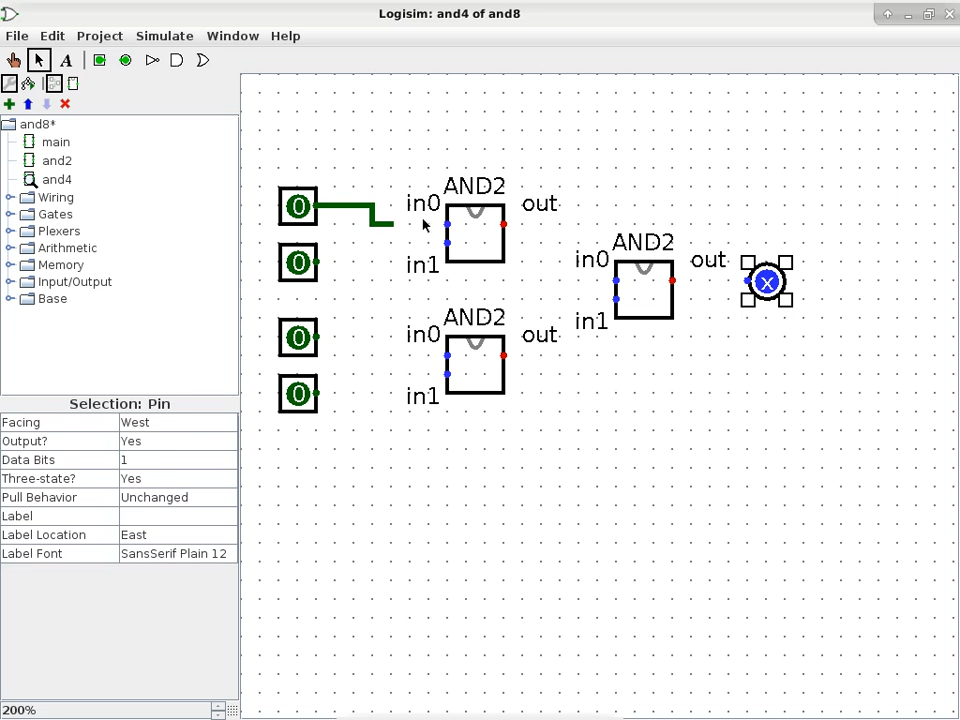 Logisim: and4 of and8
File Edit Project Simulate Window Help
A
and8*
main
and2
and4
Wiring
Gates
Plexers
Arithmetic
Memory
Input/Output
Base
Selection: Pin
Facing West
Output? Yes
Data Bits 1
Three-state? Yes
Pull Behavior Unchanged
Label
Label Location East
Label Font SansSerif Plain 12
200%
0
0
0
0
AND2
in0 out
in1
AND2
in0 out
in1
AND2
in0 out
in1
x